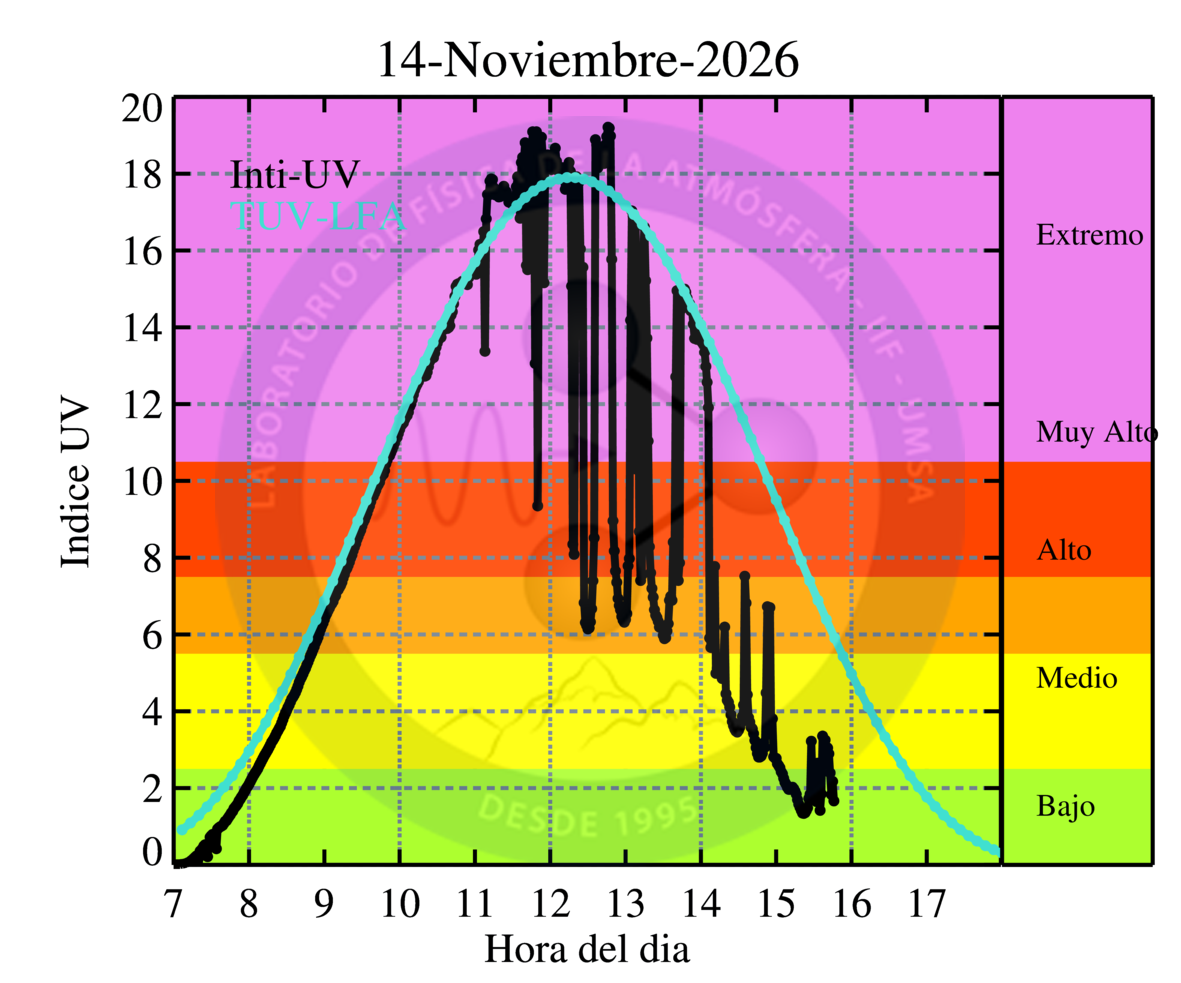 14-Noviembre-2026
Inti-UV
TUV-LFA
20
18
16
14
12
10
8
6
4
2
0
Indice UV
7 8 9 10 11 12 13 14 15 16 17
Hora del dia
Extremo
Muy Alto
Alto
Medio
Bajo
LABORATORIO DE FÍSICA DE LA ATMÓSFERA - IIF - UMSA
DESDE 1995